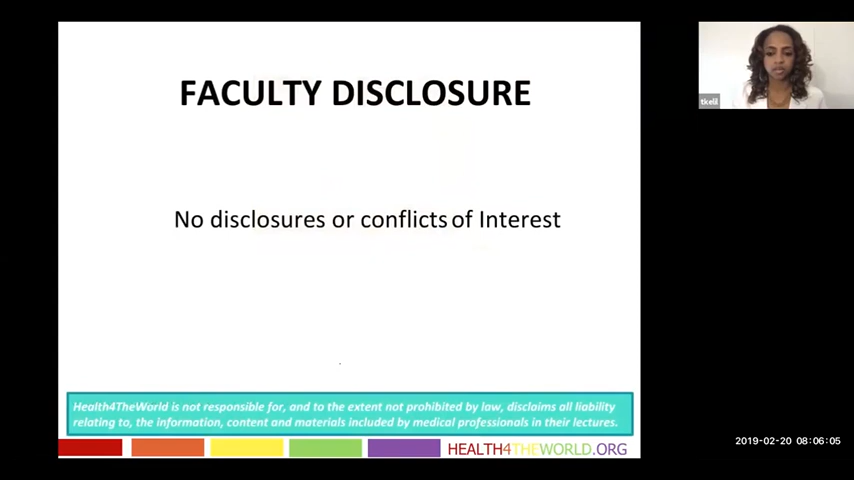 FACULTY DISCLOSURE
No disclosures or conflicts of Interest
Health4TheWorld is not responsible for, and to the extent not prohibited by law, disclaims all liability
relating to, the information, content and materials included by medical professionals in their lectures.
HEALTH4THEWORLD.ORG
tkelil
2019-02-20 08:06:05